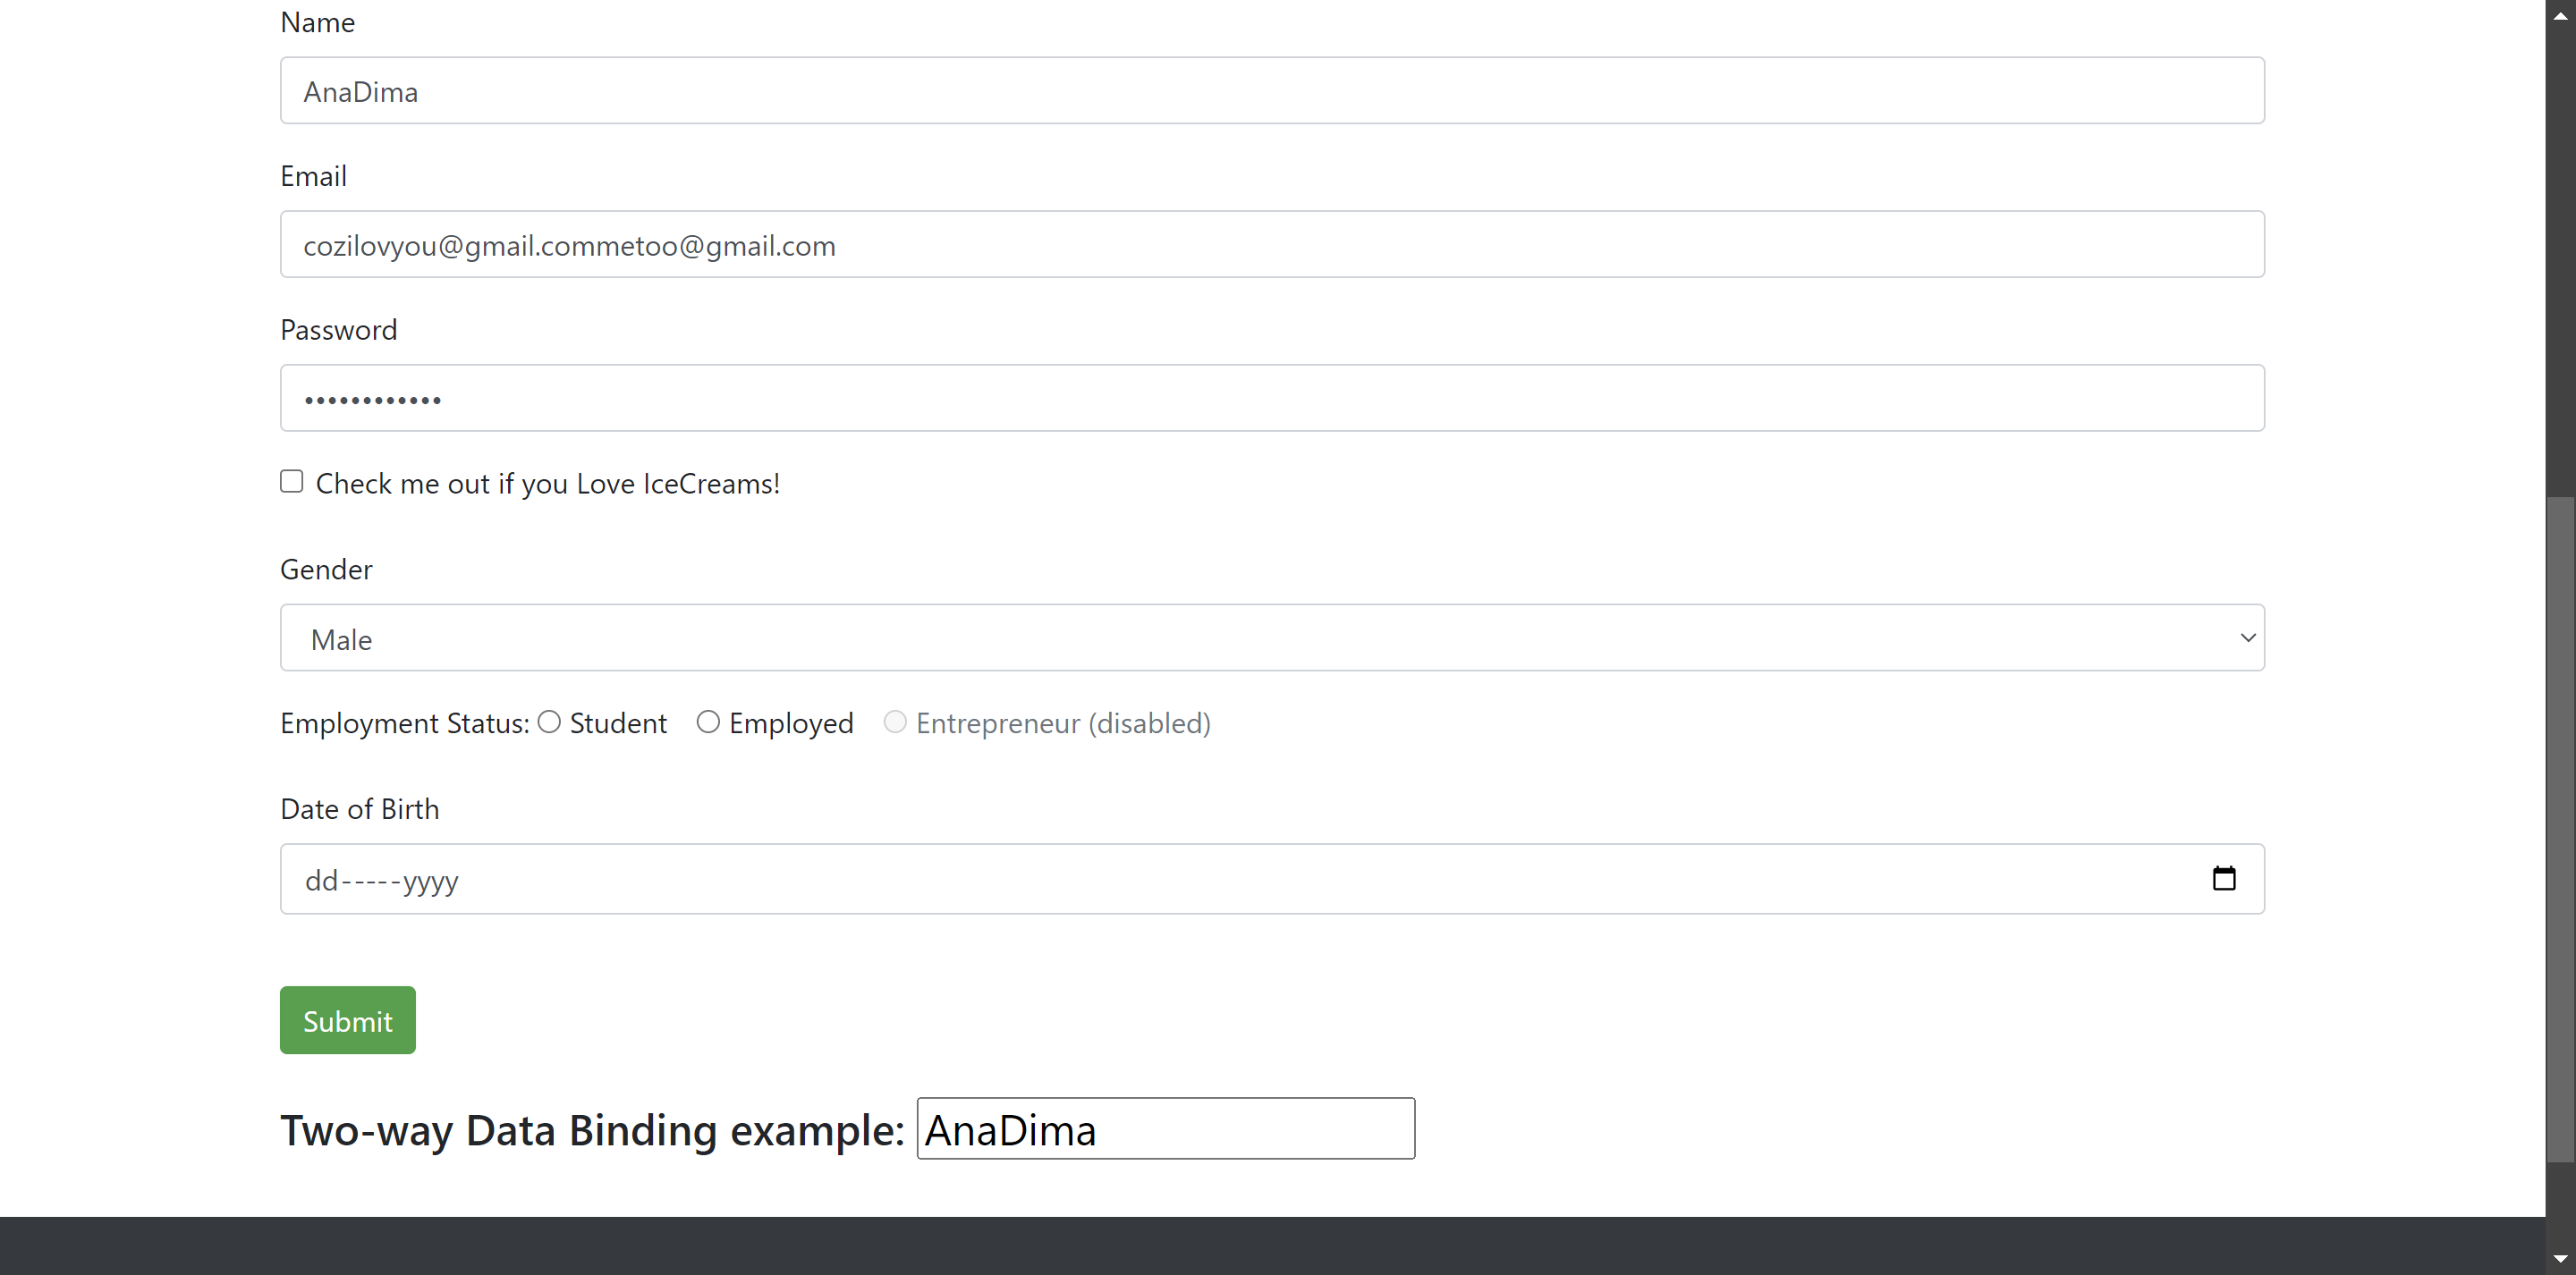 Name
AnaDima
Email
cozilovyou@gmail.commetoo@gmail.com
Password
••••••••••••
Check me out if you Love IceCreams!
Gender
Male
Employment Status: Student Employed Entrepreneur (disabled)
Date of Birth
dd-----yyyy
Submit
Two-way Data Binding example: AnaDima